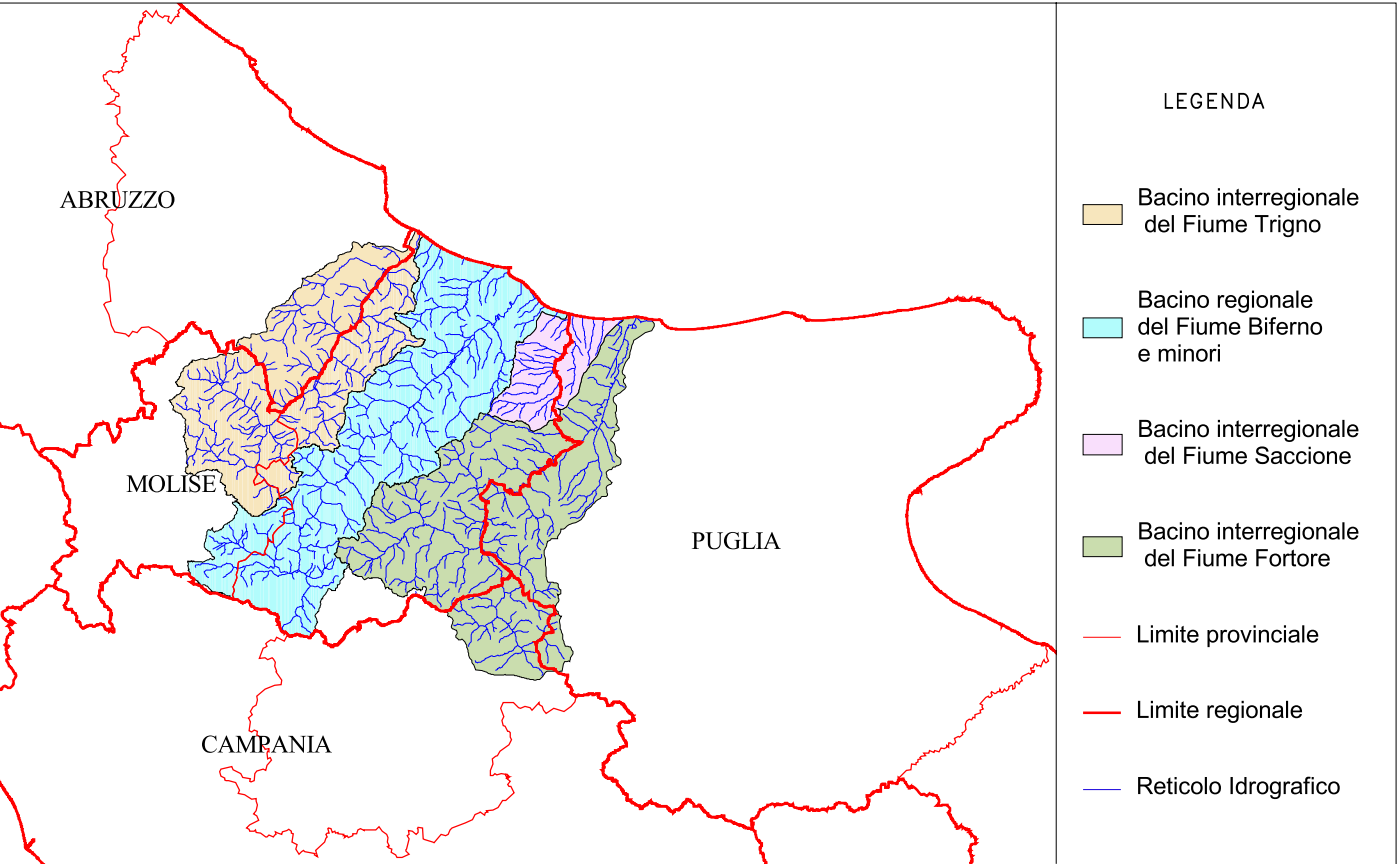 ABRUZZO
MOLISE
PUGLIA
CAMPANIA
LEGENDA
Bacino interregionale
del Fiume Trigno
Bacino regionale
del Fiume Biferno
e minori
Bacino interregionale
del Fiume Saccione
Bacino interregionale
del Fiume Fortore
Limite provinciale
Limite regionale
Reticolo Idrografico